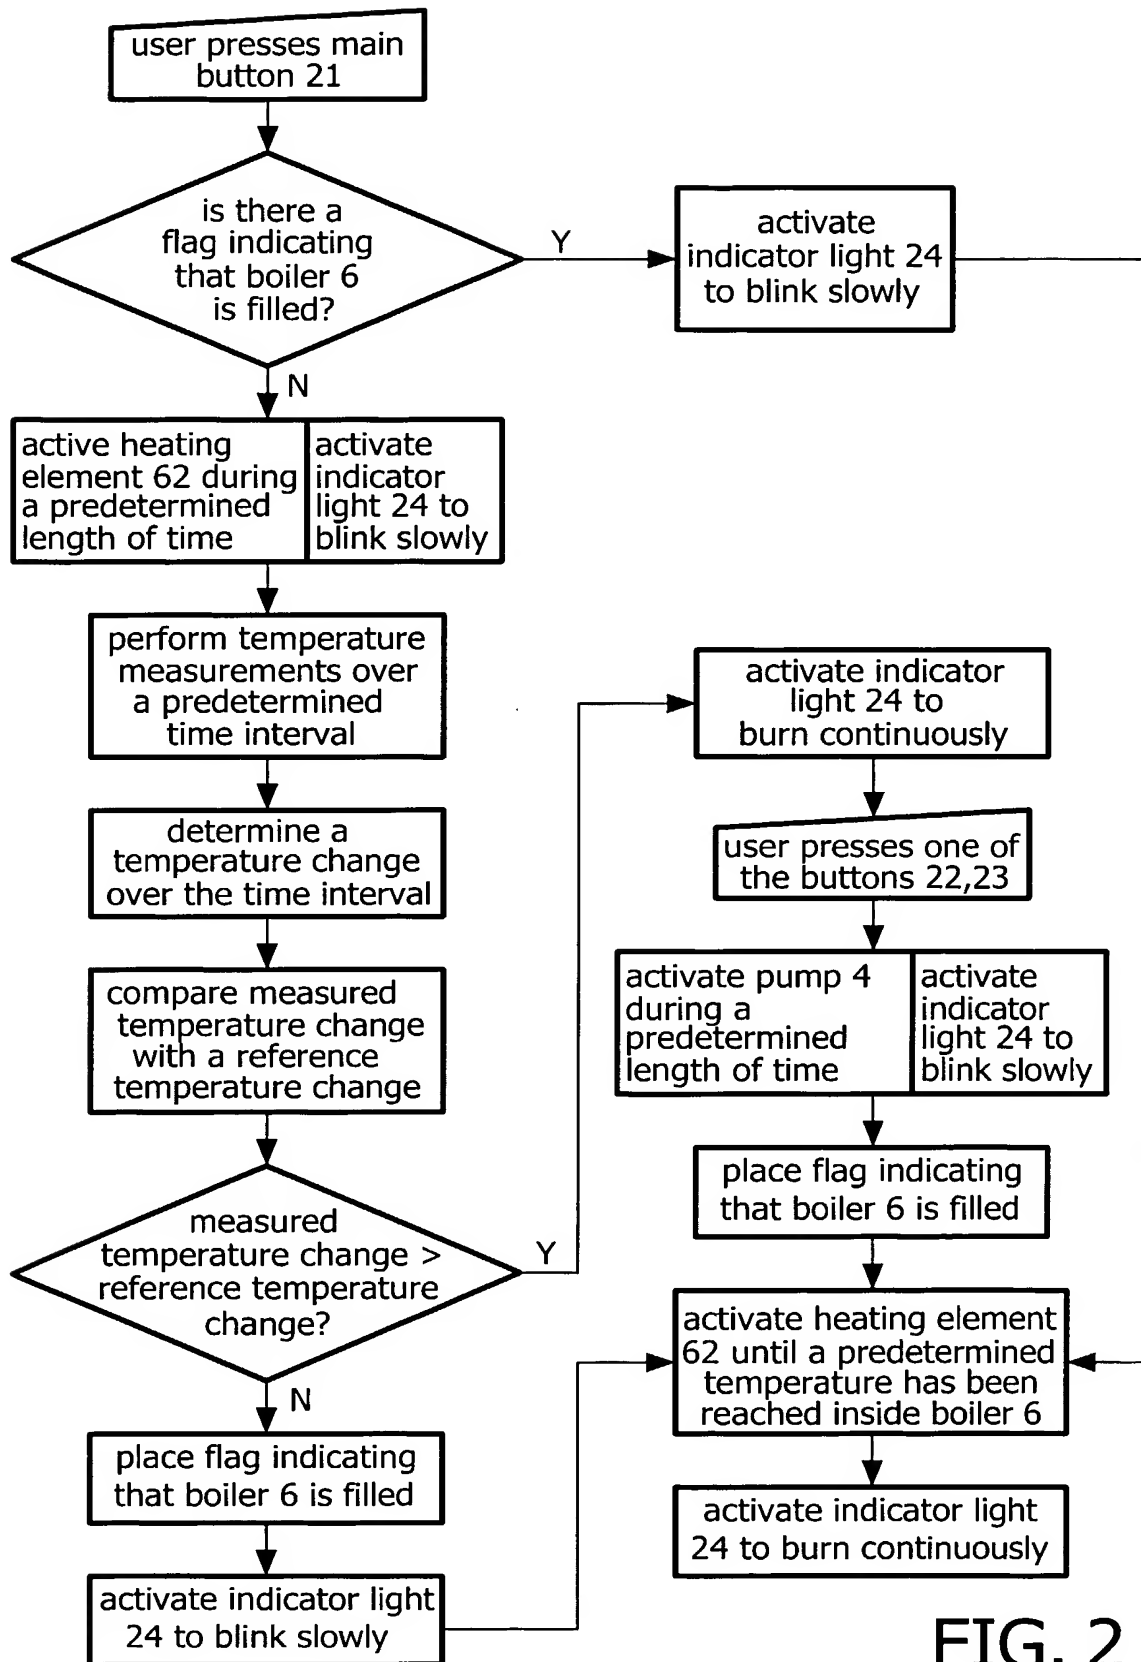 user presses main
button 21
is there a
flag indicating
that boiler 6
is filled?
Y
activate
indicator light 24
to blink slowly
N
active heating
element 62 during
a predetermined
length of time
activate
indicator
light 24 to
blink slowly
perform temperature
measurements over
a predetermined
time interval
determine a
temperature change
over the time interval
compare measured
temperature change
with a reference
temperature change
measured
temperature change >
reference temperature
change?
Y
N
place flag indicating
that boiler 6 is filled
activate indicator light
24 to blink slowly
activate indicator
light 24 to
burn continuously
user presses one of
the buttons 22,23
activate pump 4
during a
predetermined
length of time
activate
indicator
light 24 to
blink slowly
place flag indicating
that boiler 6 is filled
activate heating element
62 until a predetermined
temperature has been
reached inside boiler 6
activate indicator light
24 to burn continuously
FIG. 2